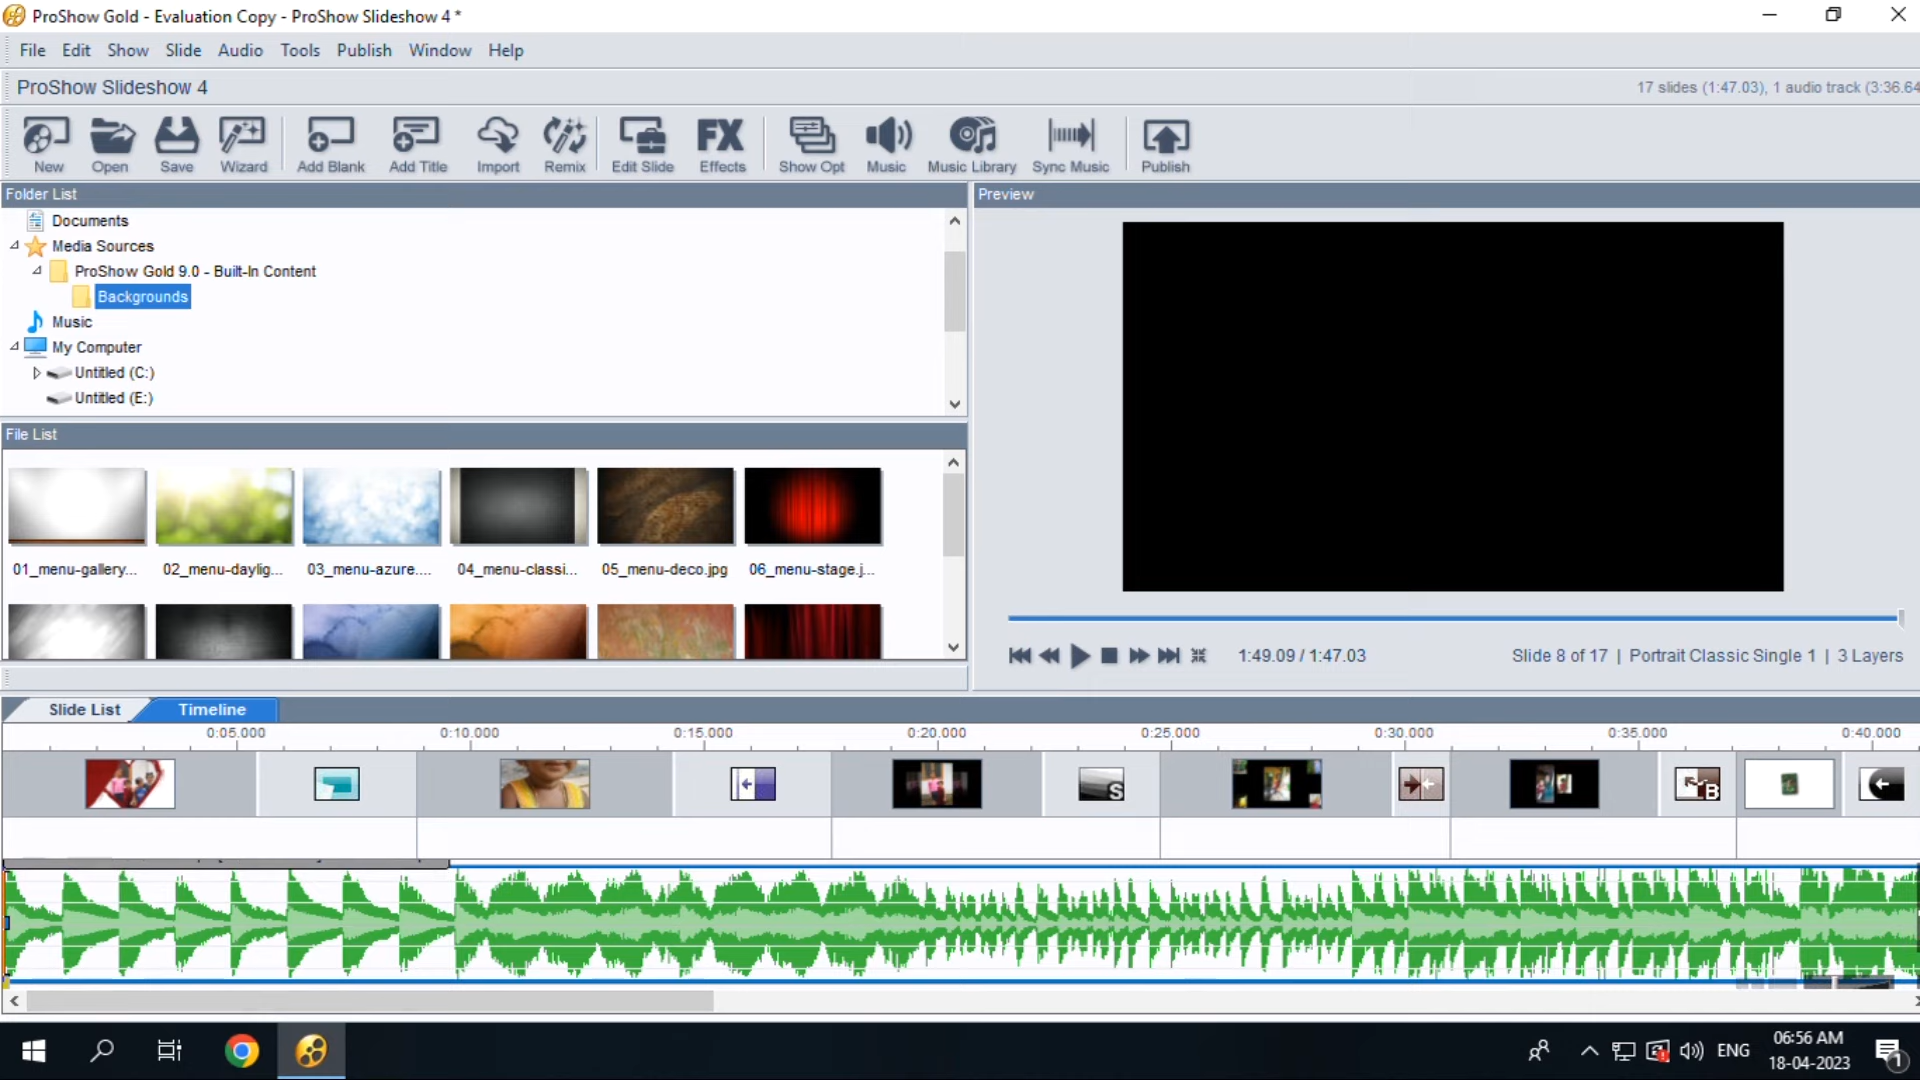 ProShow Gold - Evaluation Copy - ProShow Slideshow 4 *
File Edit Show Slide Audio Tools Publish Window Help
ProShow Slideshow 4
17 slides (1:47.03), 1 audio track (3:36.64
New Open Save Wizard Add Blank Add Title Import Remix Edit Slide Effects Show Opt Music Music Library Sync Music Publish
FX
Folder List
Preview
Documents
Media Sources
ProShow Gold 9.0 - Built-In Content
Backgrounds
Music
My Computer
Untitled (C:)
Untitled (E:)
File List
01_menu-gallery... 02_menu-daylig... 03_menu-azure.... 04_menu-classi... 05_menu-deco.jpg 06_menu-stage.j...
1:49.09 / 1:47.03
Slide 8 of 17 | Portrait Classic Single 1 | 3 Layers
Slide List Timeline
0:05.000 0:10.000 0:15.000 0:20.000 0:25.000 0:30.000 0:35.000 0:40.000
S
B
ENG
06:56 AM
18-04-2023
1